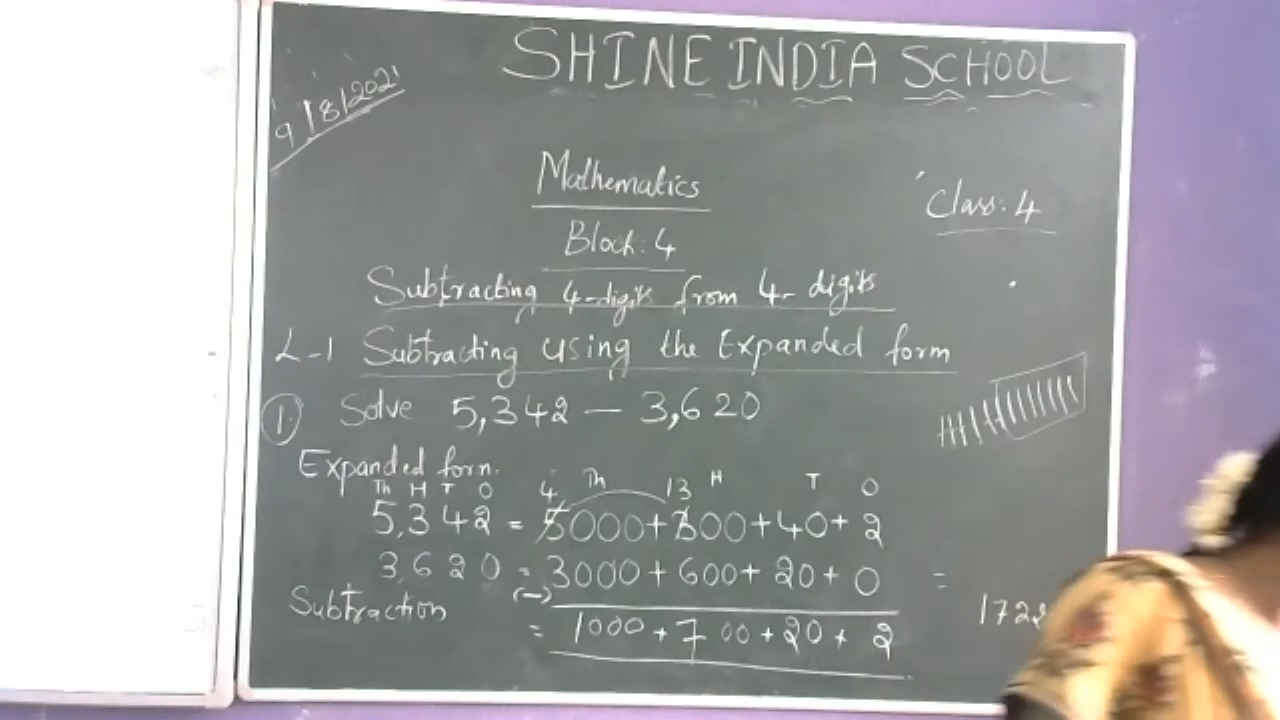 SHINE INDIA SCHOOL
9/8/2021
Mathematics
Class: 4
Block: 4
Subtracting 4-digits from 4- digits
L-1 Subtracting using the Expanded form
1. Solve 5,342 - 3,620
Expanded form.
Th H T O 4 Th 13 H T O
5,342 = 5000+300+40+2
3,620 = 3000+600+20+0 =
Subtraction (-)
= 1000+700+20+2
1722